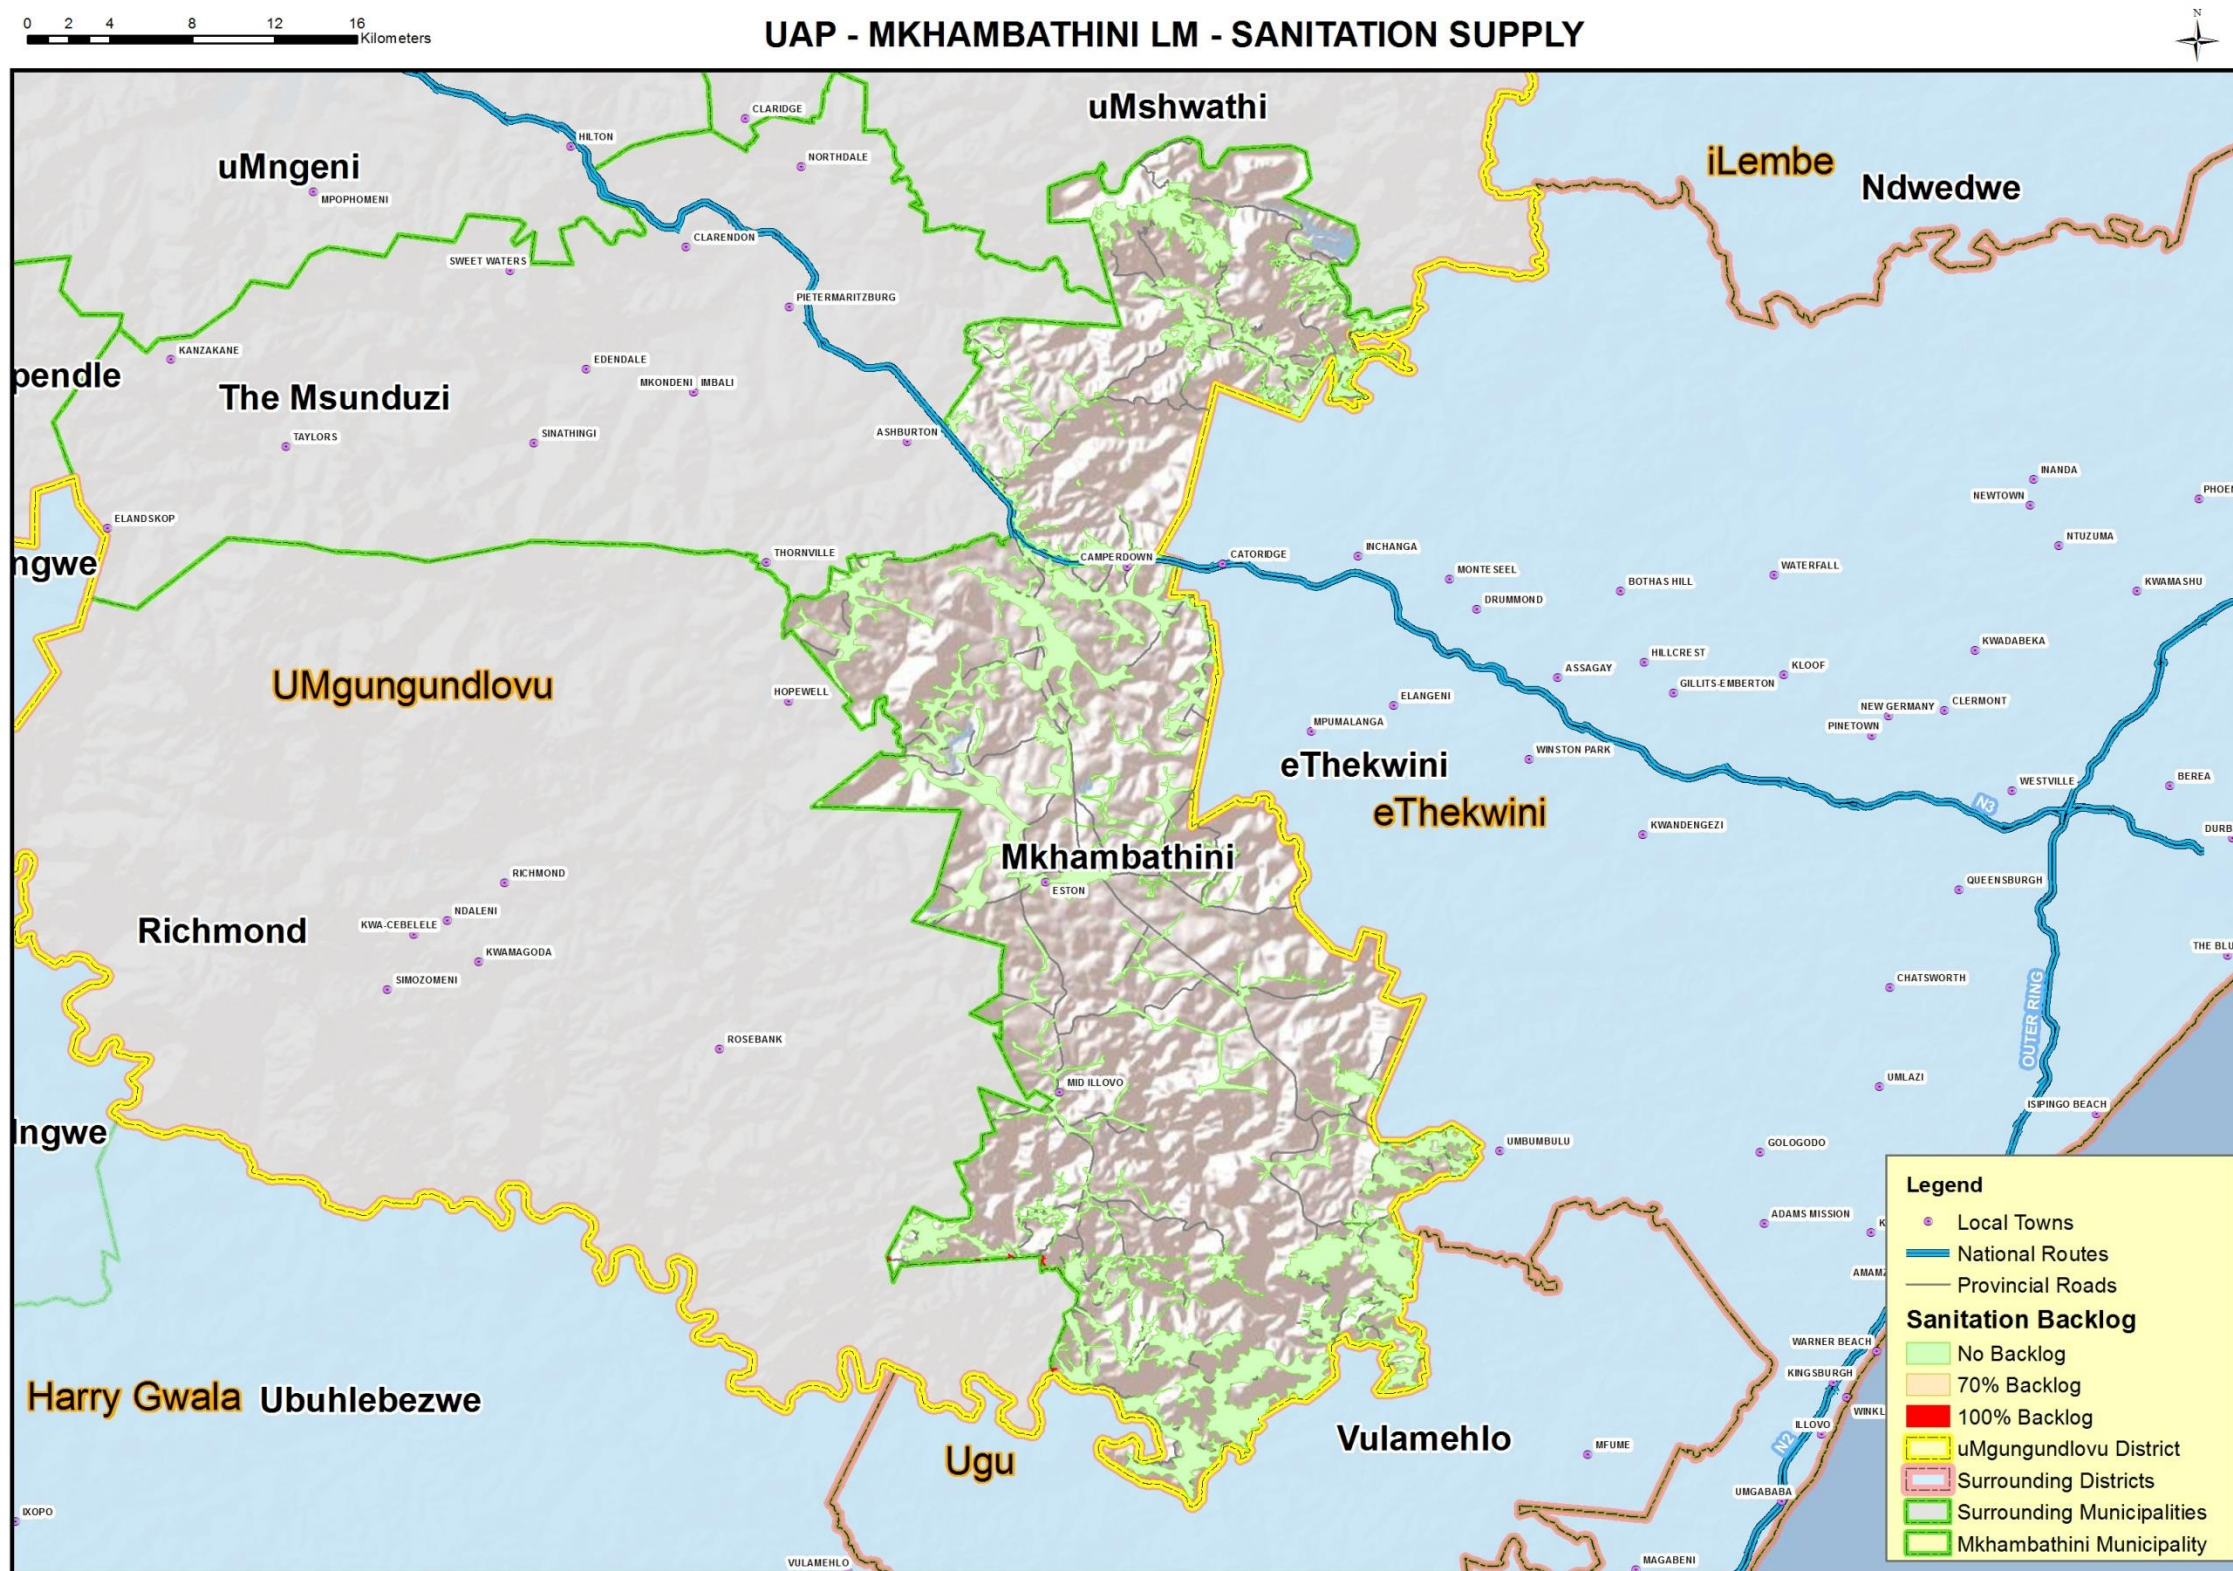 0 2 4 8 12 16
Kilometers
UAP - MKHAMBATHINI LM - SANITATION SUPPLY
N
CLARIDGE
uMshwathi
HILTON
NORTHDALE
uMngeni
MPOPHOMENI
iLembe
Ndwedwe
CLARENDON
SWEET WATERS
PIETERMARITZBURG
KANZAKANE
EDENDALE
pendle
MKONDENI IMBALI
The Msunduzi
TAYLORS
SINATHINGI
ASHBURTON
INANDA
NEWTOWN
PHOEN
ELANDSKOP
NTUZUMA
THORNVILLE
CAMPERDOWN
CATORIDGE
INCHANGA
ngwe
MONTESEEL
BOTHAS HILL
WATERFALL
KWAMASHU
DRUMMOND
KWADABEKA
HILLCREST
ASSAGAY
KLOOF
GILLITS-EMBERTON
UMgungundlovu
HOPEWELL
ELANGENI
CLERMONT
NEW GERMANY
MPUMALANGA
PINETOWN
WINSTON PARK
eThekwini
WESTVILLE
BEREA
N3
eThekwini
KWANDENGEZI
DURB
Mkhambathini
RICHMOND
ESTON
QUEENSBURGH
NDALENI
KWA-CEBELELE
Richmond
KWAMAGODA
THE BLU
SIMOZOMENI
CHATSWORTH
OUTER RING
ROSEBANK
MID ILLOVO
UMLAZI
ISIPINGO BEACH
lngwe
UMBUMBULU
GOLOGODO
Legend
Local Towns
National Routes
Provincial Roads
Sanitation Backlog
No Backlog
70% Backlog
100% Backlog
uMgungundlovu District
Surrounding Districts
Surrounding Municipalities
Mkhambathini Municipality
ADAMS MISSION
K
AMAMZ
WARNER BEACH
KINGSBURGH
WINKL
ILLOVO
N2
Harry Gwala
Ubuhlebezwe
Vulamehlo
MFUME
Ugu
UMGABABA
IXOPO
VULAMEHLO
MAGABENI